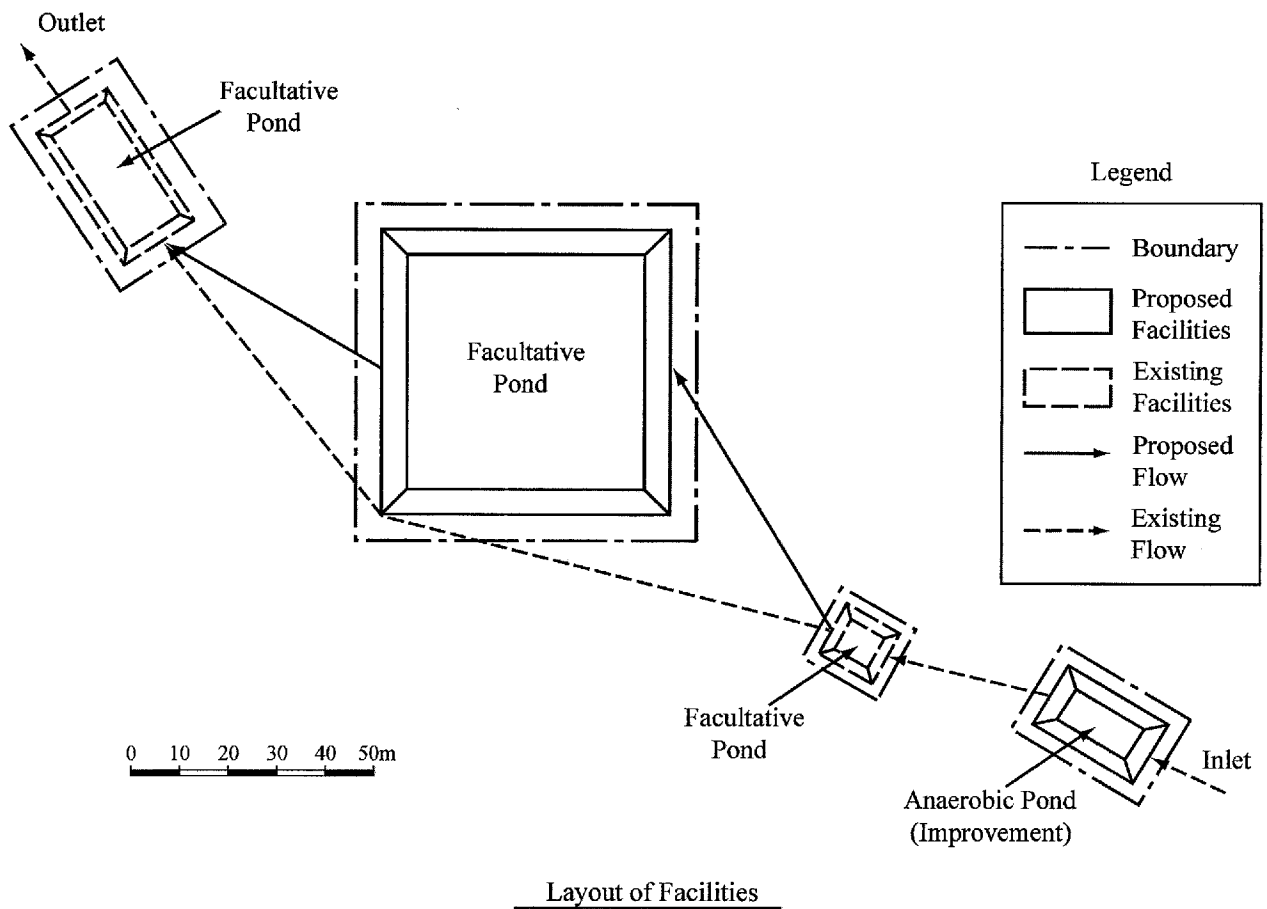 Outlet
Facultative
Pond
Legend
Boundary
Proposed
Facilities
Existing
Facilities
Proposed
Flow
Existing
Flow
Facultative
Pond
Facultative
Pond
Inlet
Anaerobic Pond
(Improvement)
0 10 20 30 40 50m
Layout of Facilities